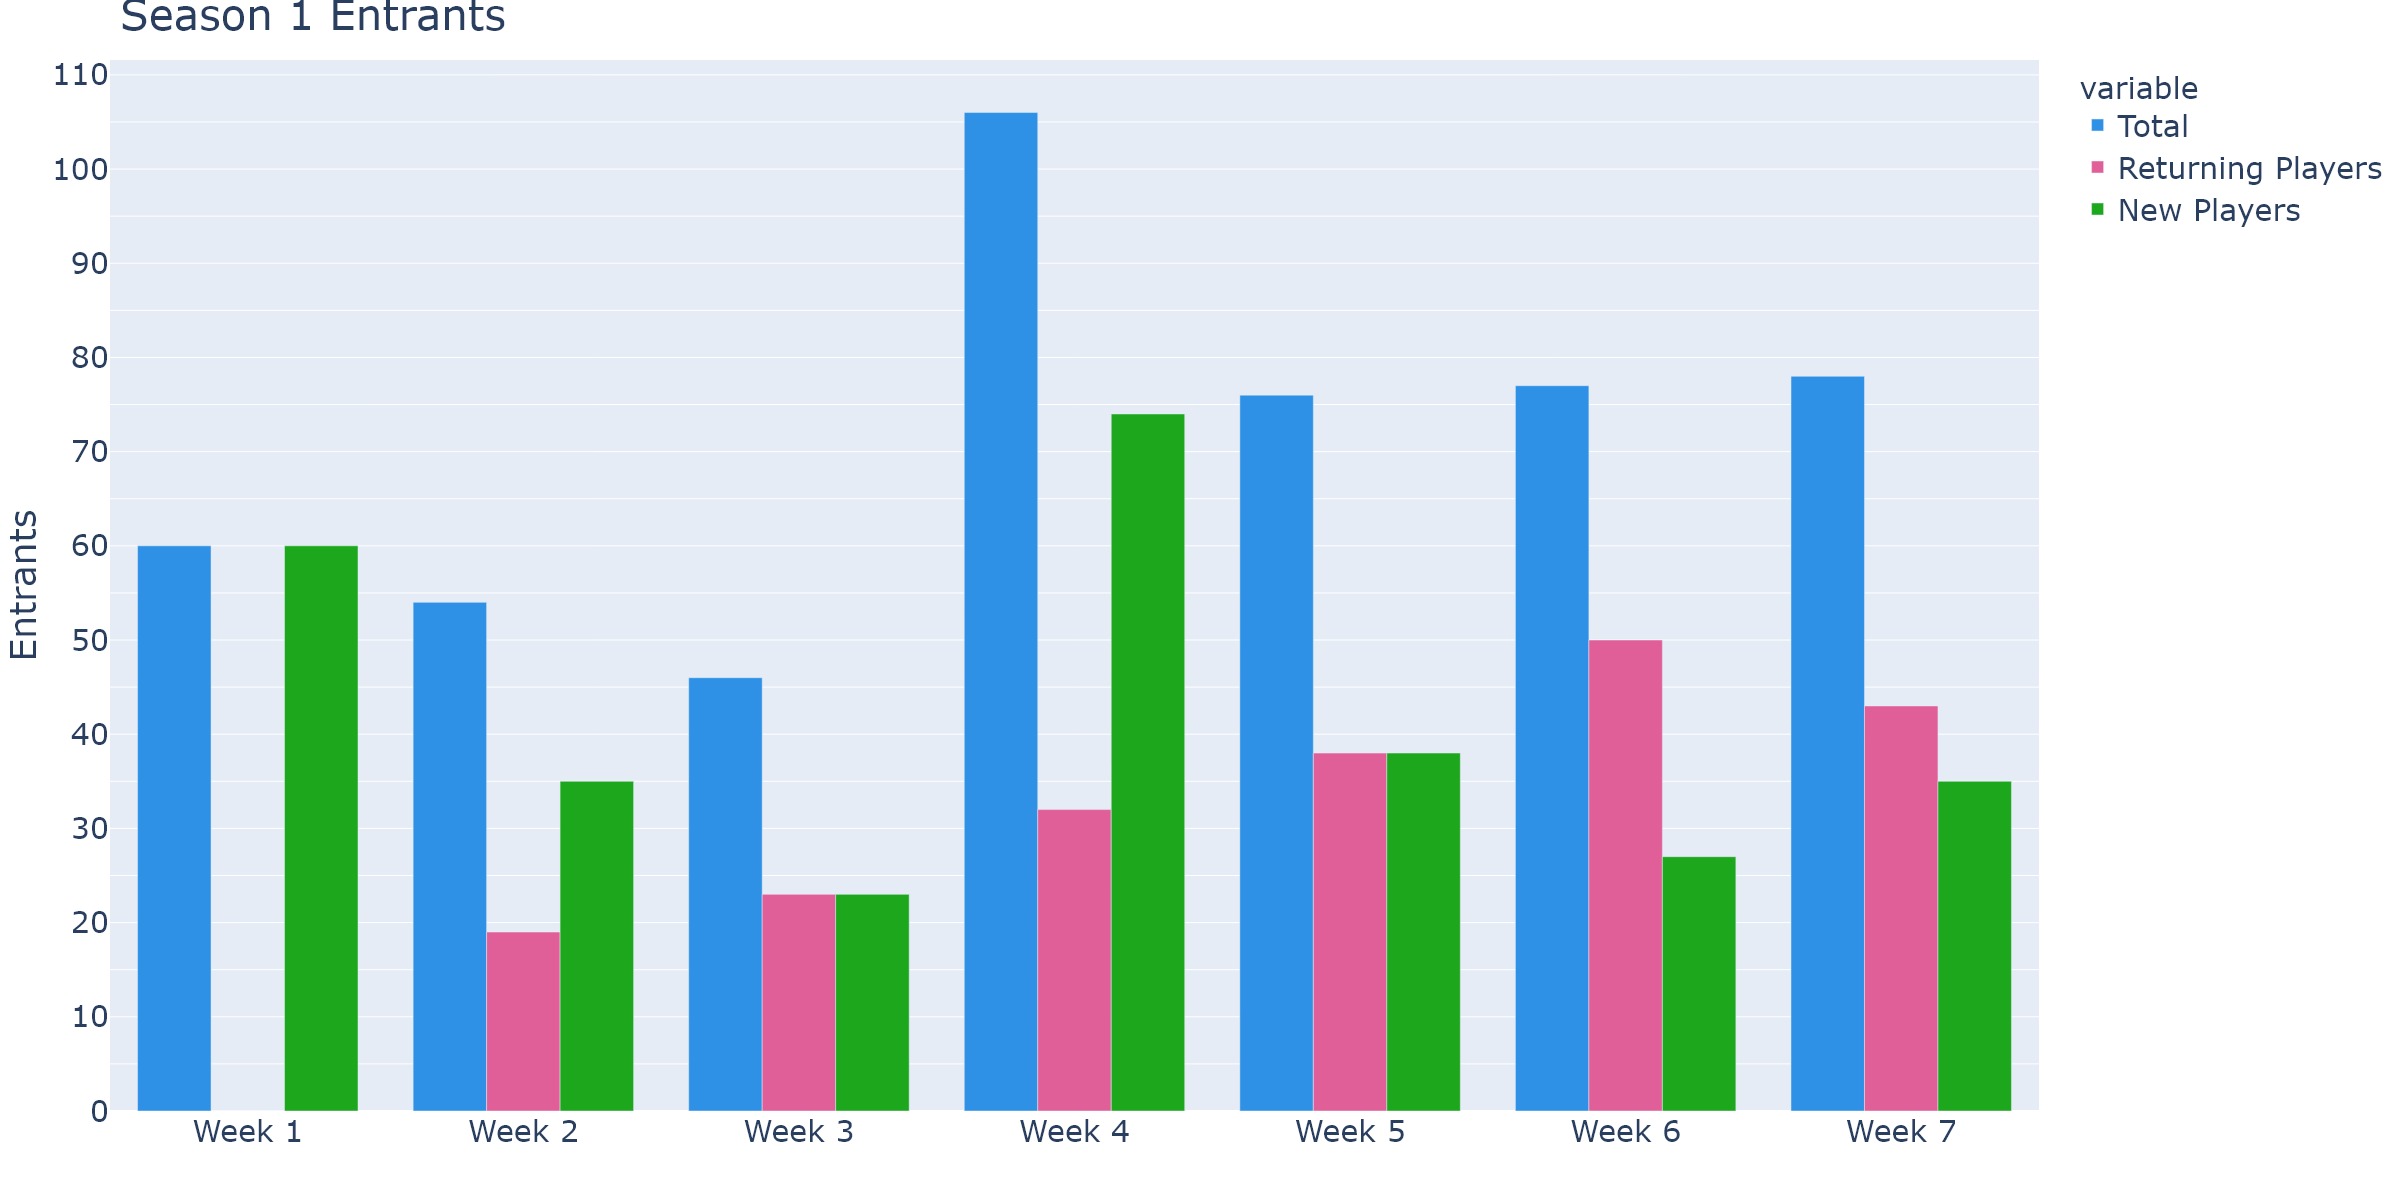 Season 1 Entrants
110
100
90
80
70
60
50
40
30
20
10
0
Entrants
Week 1
Week 2
Week 3
Week 4
Week 5
Week 6
Week 7
variable
Total
Returning Players
New Players